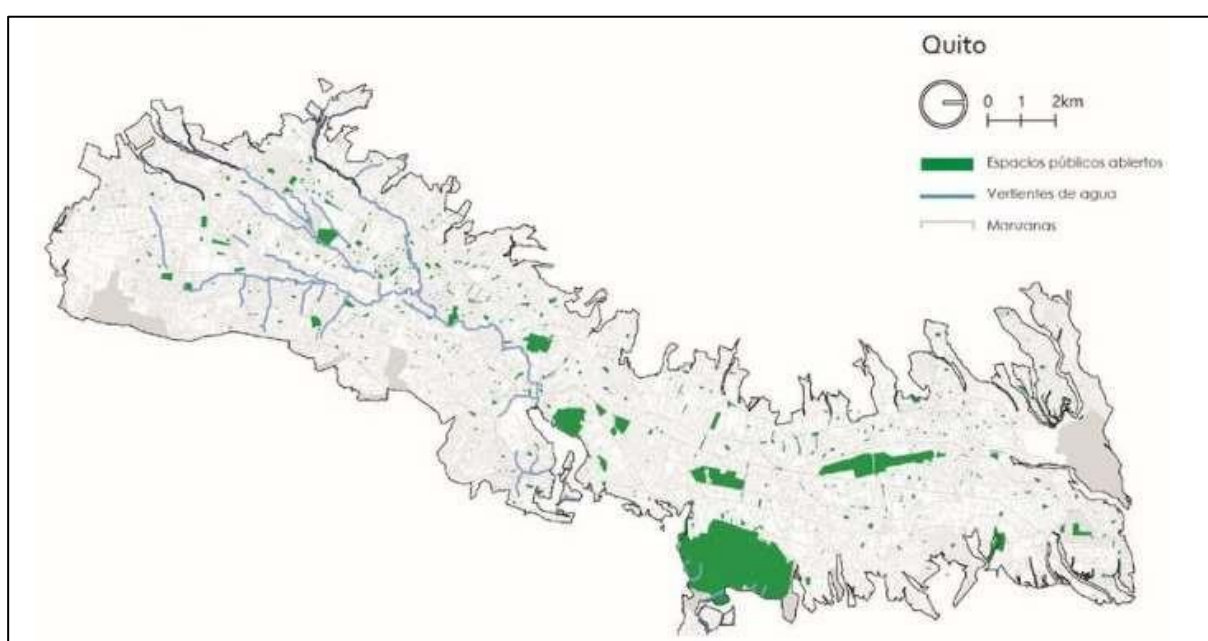 Quito
0 1 2km
Espacios públicos abiertos
Vertientes de agua
Manzanas